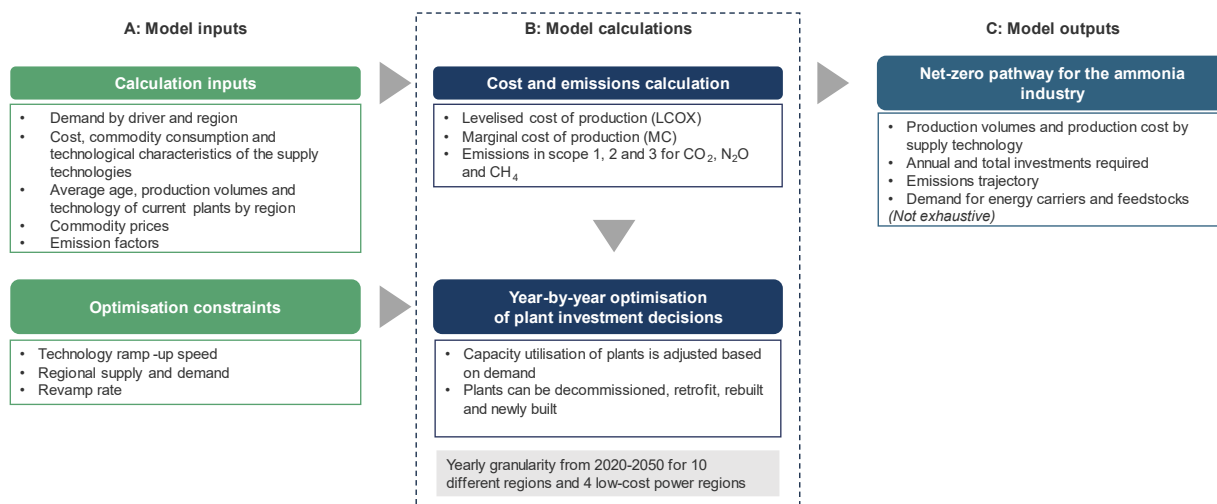 A: Model inputs
Calculation inputs
• Demand by driver and region
• Cost, commodity consumption and
technological characteristics of the supply
technologies
• Average age, production volumes and
technology of current plants by region
• Commodity prices
• Emission factors
Optimisation constraints
• Technology ramp -up speed
• Regional supply and demand
• Revamp rate
B: Model calculations
Cost and emissions calculation
• Levelised cost of production (LCOX)
• Marginal cost of production (MC)
• Emissions in scope 1, 2 and 3 for CO₂, N₂O
and CH₄
Year-by-year optimisation
of plant investment decisions
• Capacity utilisation of plants is adjusted based
on demand
• Plants can be decommissioned, retrofit, rebuilt
and newly built
Yearly granularity from 2020-2050 for 10
different regions and 4 low-cost power regions
C: Model outputs
Net-zero pathway for the ammonia
industry
• Production volumes and production cost by
supply technology
• Annual and total investments required
• Emissions trajectory
• Demand for energy carriers and feedstocks
(Not exhaustive)